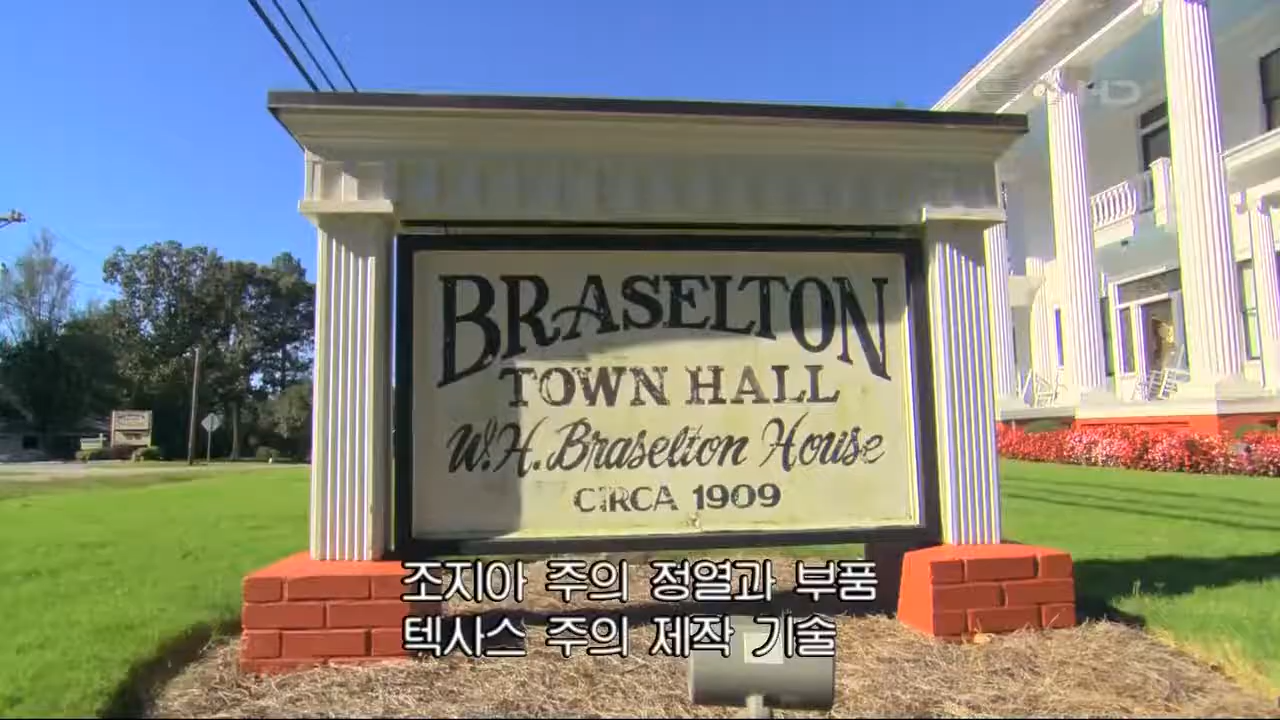 HD
BRASELTON
TOWN HALL
W.H. Braselton House
CIRCA 1909
조지아 주의 정열과 부품
텍사스 주의 제작 기술